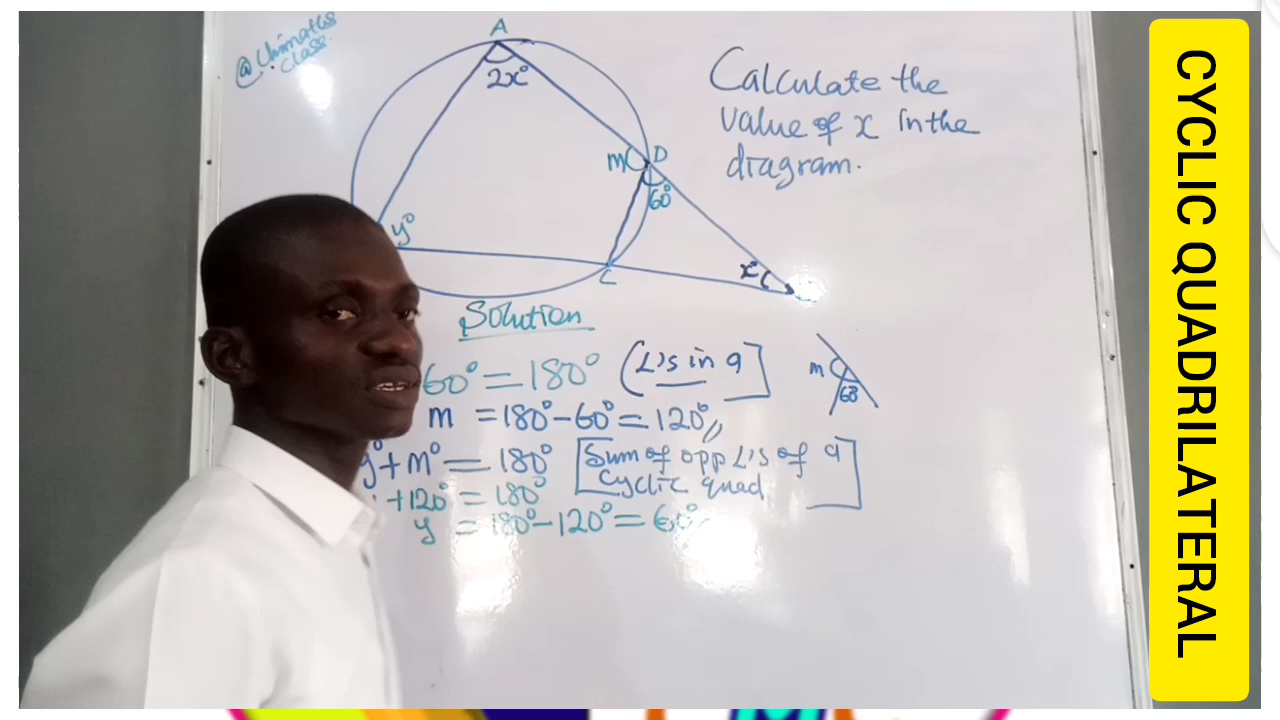 @Chimaths
Class.
A
2x°
Calculate the
value of x in the
diagram.
m
D
60°
y°
x°
C
Solution
60° = 180° (L's in a ]
m = 180° - 60° = 120°,,
m
60
y° + m° = 180° [Sum of opp L's of a
cyclic quad ]
+ 120° = 180°
y = 180° - 120° = 60°
CYCLIC QUADRILATERAL